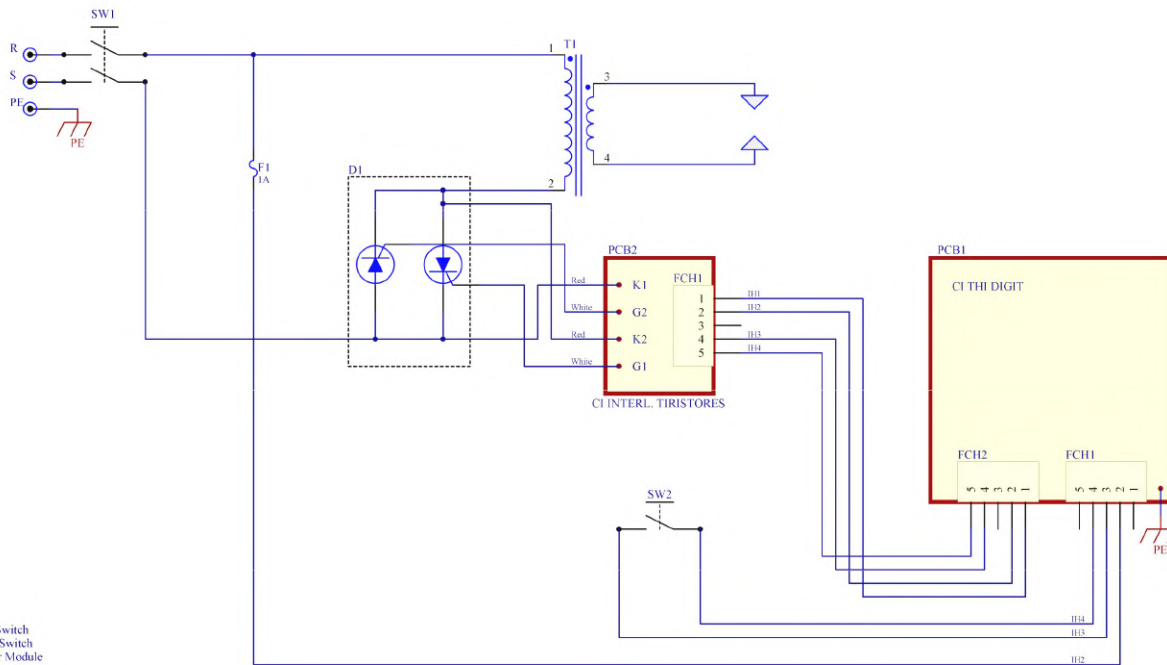 SW1
R
S
PE
PE
1
T1
2
3
4
F1
1A
D1
PCB2
K1
G2
K2
G1
Red
White
Red
White
FCH1
1
2
3
4
5
IH1
IH2
IH3
IH4
CI INTERL. TIRISTORES
PCB1
CI THI DIGIT
FCH2
5
4
3
2
1
FCH1
5
4
3
2
1
PE
SW2
IH4
IH3
IH2
Switch
Switch
Module